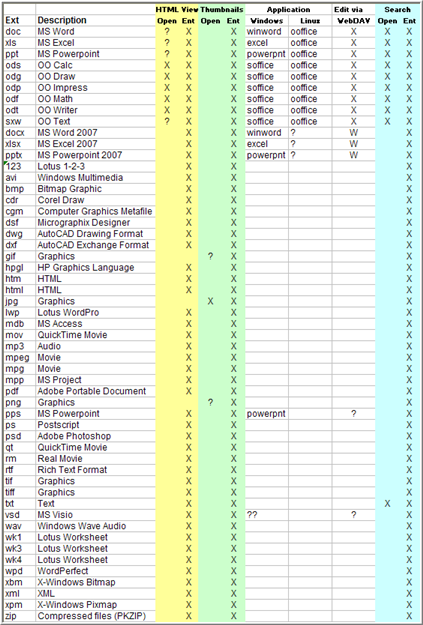 HTML View Thumbnails Application Edit via Search
Ext Description Open Ent Open Ent Windows Linux WebDAV Open Ent
doc MS Word ? X X winword ooffice X X X
xls MS Excel ? X X excel ooffice X X X
ppt MS Powerpoint ? X X powerpnt ooffice X X X
ods OO Calc X X X soffice ooffice X X X
odg OO Draw X X X soffice ooffice X X X
odp OO Impress X X X soffice ooffice X X X
odf OO Math X X X soffice ooffice X X X
odt OO Writer X X X soffice ooffice X X X
sxw OO Text ? X X soffice ooffice X X X
docx MS Word 2007 X winword ? W X
xlsx MS Excel 2007 X excel ? W X
pptx MS Powerpoint 2007 X powerpnt ? W X
123 Lotus 1-2-3 X X X
avi Windows Multimedia X X X
bmp Bitmap Graphic X X X
cdr Corel Draw X X X
cgm Computer Graphics Metafile X X X
dsf Micrographix Designer X X X
dwg AutoCAD Drawing Format X X X
dxf AutoCAD Exchange Format X X X
gif Graphics ? X X
hpgl HP Graphics Language X X X
htm HTML X X X
html HTML X X X
jpg Graphics X X X
lwp Lotus WordPro X X X
mdb MS Access X X X
mov QuickTime Movie X X X
mp3 Audio X X X
mpeg Movie X X X
mpg Movie X X X
mpp MS Project X X X
pdf Adobe Portable Document X X X
png Graphics ? X X
pps MS Powerpoint X X powerpnt ? X
ps Postscript X X X
psd Adobe Photoshop X X X
qt QuickTime Movie X X X
rm Real Movie X X X
rtf Rich Text Format X X X
tif Graphics X X X
tiff Graphics X X X
txt Text X X X X
vsd MS Visio X X ?? ? X
wav Windows Wave Audio X X X
wk1 Lotus Worksheet X X X
wk3 Lotus Worksheet X X X
wk4 Lotus Worksheet X X X
wpd WordPerfect X X X
xbm X-Windows Bitmap X X X
xml XML X X X
xpm X-Windows Pixmap X X X
zip Compressed files (PKZIP) X X X